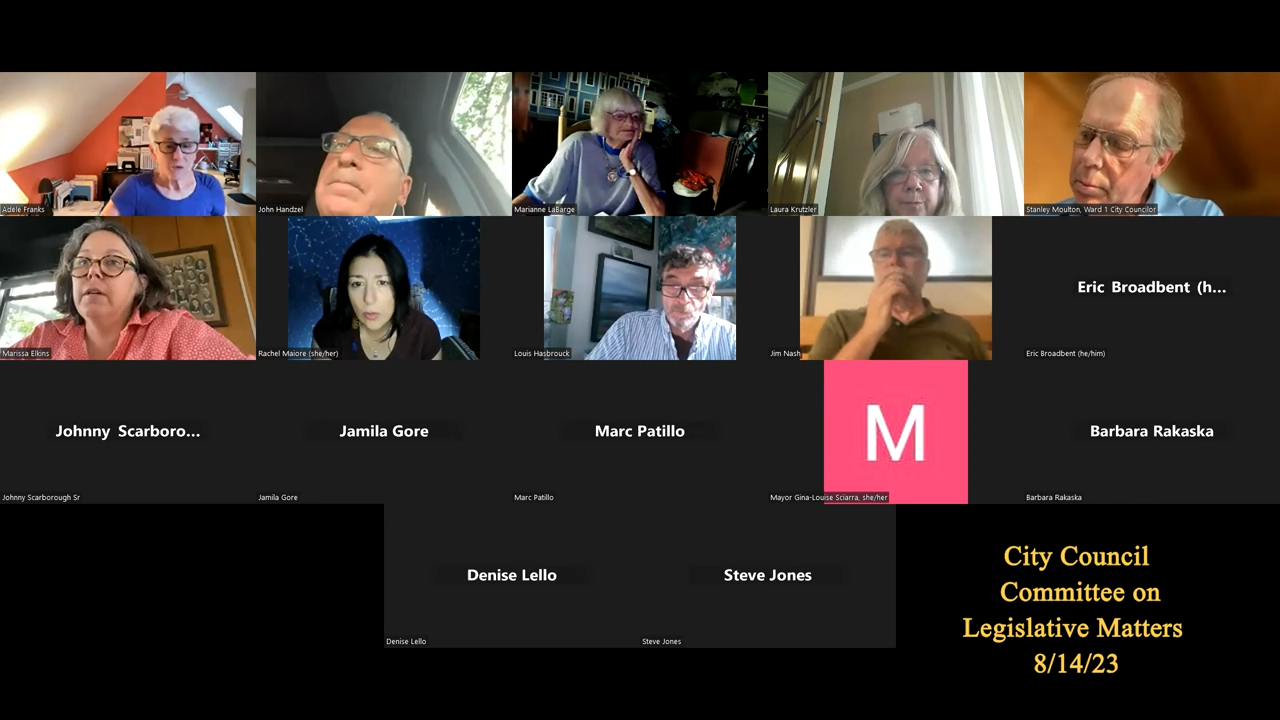 Adele Franks
John Handzel
Marianne LaBarge
Laura Krutzler
Stanley Moulton, Ward 1 City Councilor
Marissa Elkins
Rachel Maiore (she/her)
Louis Hasbrouck
Jim Nash
Eric Broadbent (h...
Eric Broadbent (he/him)
Johnny Scarboro...
Johnny Scarborough Sr
Jamila Gore
Jamila Gore
Marc Patillo
Marc Patillo
M
Mayor Gina-Louise Sciarra, she/her
Barbara Rakaska
Barbara Rakaska
Denise Lello
Denise Lello
Steve Jones
Steve Jones
City Council
Committee on
Legislative Matters
8/14/23